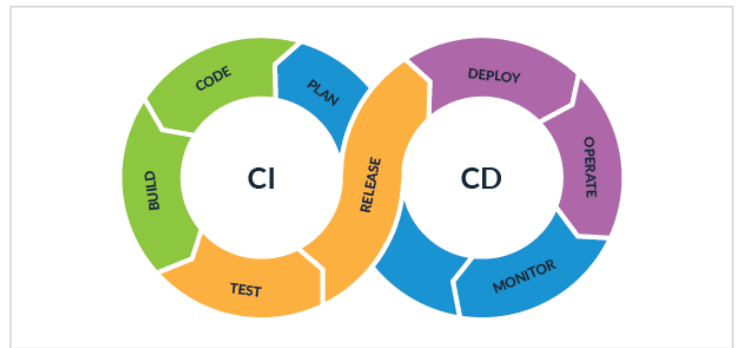 CODE
PLAN
DEPLOY
BUILD
CI
RELEASE
CD
OPERATE
TEST
MONITOR